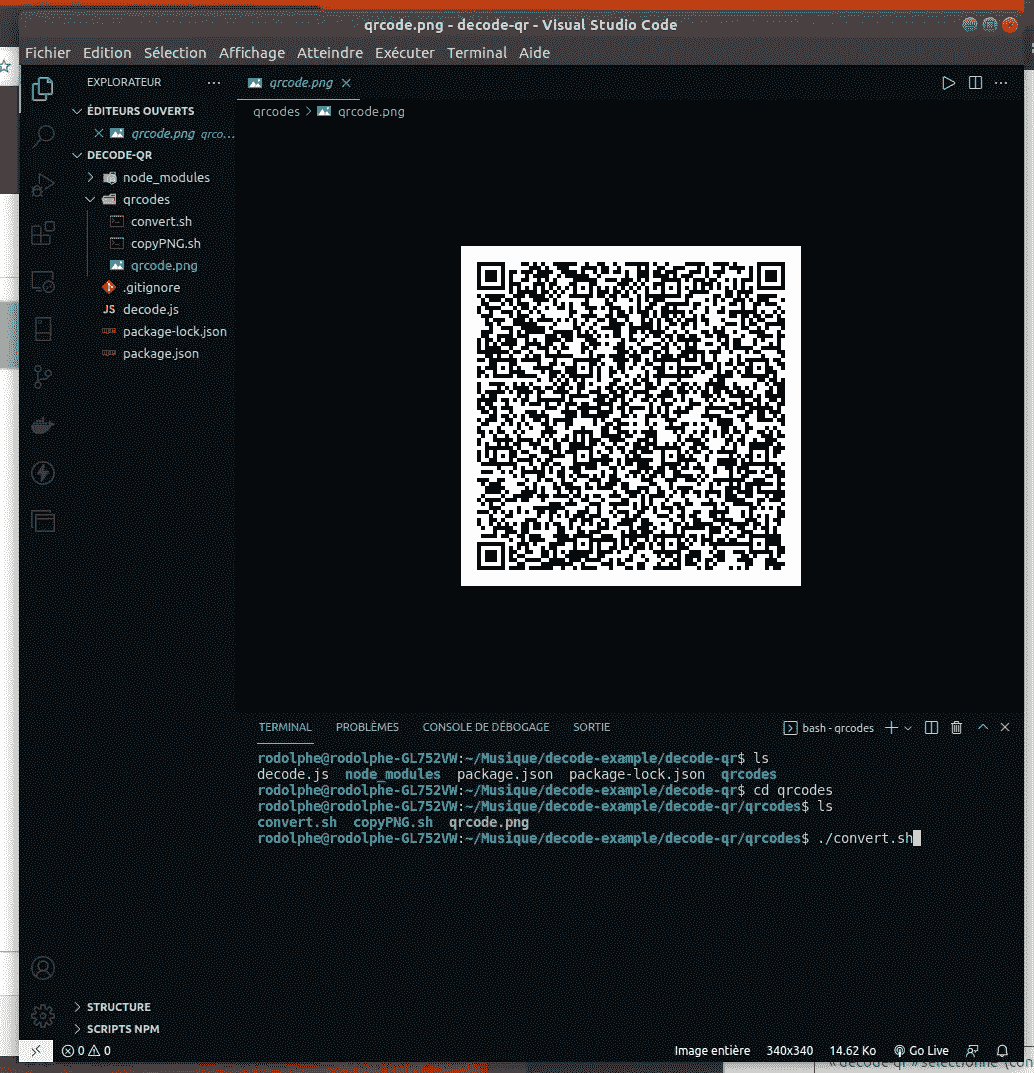 qrcode.png - decode-qr - Visual Studio Code
Fichier Edition Sélection Affichage Atteindre Exécuter Terminal Aide
EXPLORATEUR
ÉDITEURS OUVERTS
qrcode.png qrco...
DECODE-QR
node_modules
qrcodes
convert.sh
copyPNG.sh
qrcode.png
.gitignore
JS decode.js
package-lock.json
package.json
STRUCTURE
SCRIPTS NPM
qrcode.png
qrcodes > qrcode.png
TERMINAL PROBLÈMES CONSOLE DE DÉBOGAGE SORTIE bash - qrcodes
rodolphe@rodolphe-GL752VW:~/Musique/decode-example/decode-qr$ ls
decode.js node_modules package.json package-lock.json qrcodes
rodolphe@rodolphe-GL752VW:~/Musique/decode-example/decode-qr$ cd qrcodes
rodolphe@rodolphe-GL752VW:~/Musique/decode-example/decode-qr/qrcodes$ ls
convert.sh copyPNG.sh qrcode.png
rodolphe@rodolphe-GL752VW:~/Musique/decode-example/decode-qr/qrcodes$ ./convert.sh
0 0 Image entière 340x340 14.62 Ko Go Live